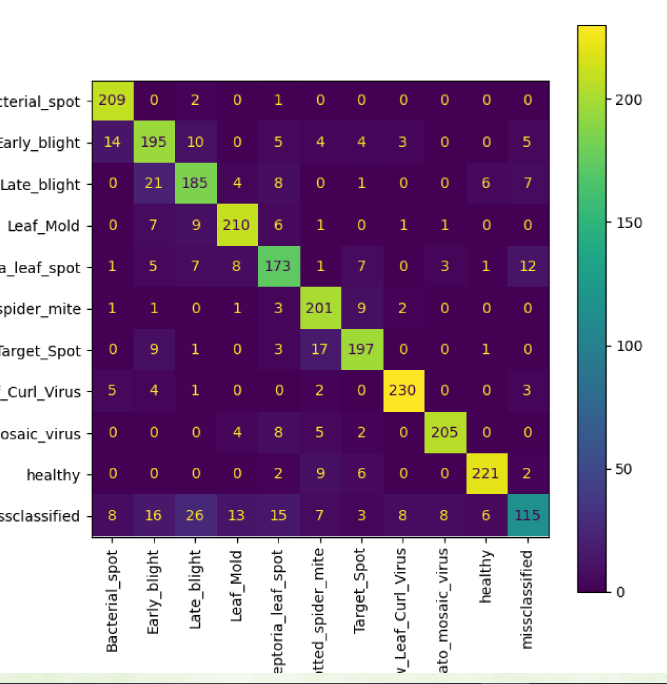 cterial_spot 209 0 2 0 1 0 0 0 0 0 0
Early_blight 14 195 10 0 5 4 4 3 0 0 5
Late_blight 0 21 185 4 8 0 1 0 0 6 7
Leaf_Mold 0 7 9 210 6 1 0 1 1 0 0
a_leaf_spot 1 5 7 8 173 1 7 0 3 1 12
spider_mite 1 1 0 1 3 201 9 2 0 0 0
Target_Spot 0 9 1 0 3 17 197 0 0 1 0
f_Curl_Virus 5 4 1 0 0 2 0 230 0 0 3
osaic_virus 0 0 0 4 8 5 2 0 205 0 0
healthy 0 0 0 0 2 9 6 0 0 221 2
ssclassified 8 16 26 13 15 7 3 8 8 6 115
Bacterial_spot
Early_blight
Late_blight
Leaf_Mold
eptoria_leaf_spot
otted_spider_mite
Target_Spot
w_Leaf_Curl_Virus
ato_mosaic_virus
healthy
missclassified
200
150
100
50
0